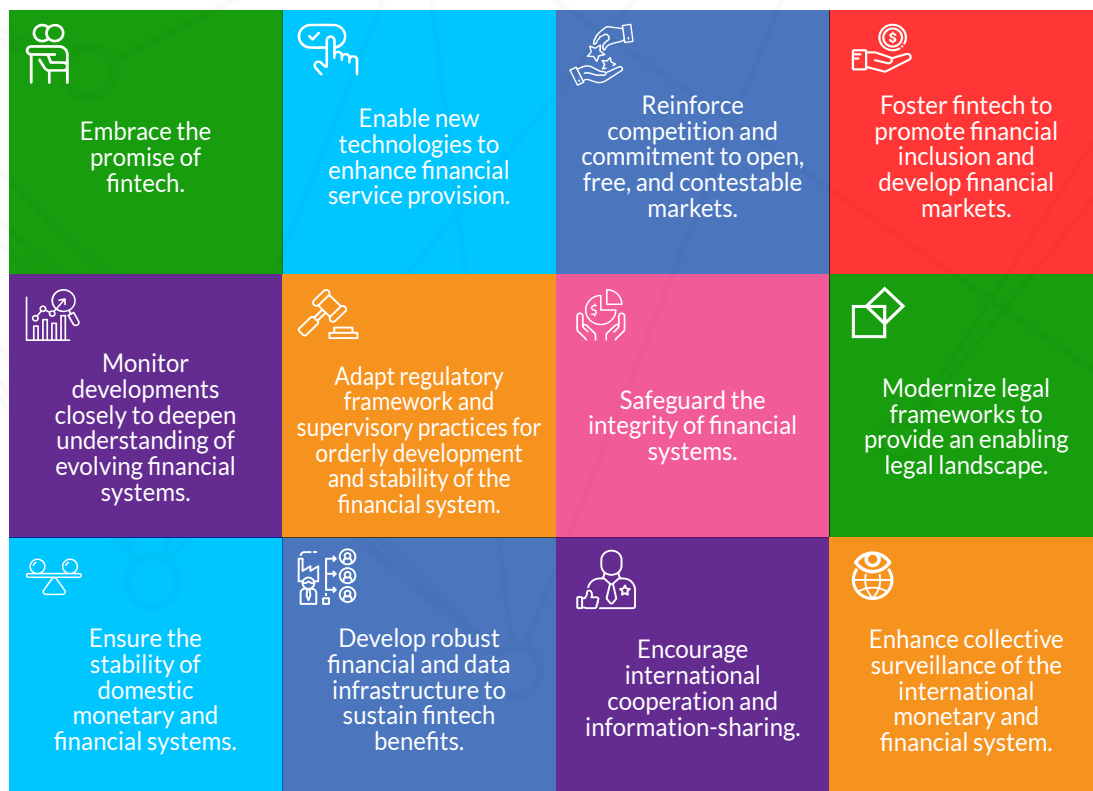 Embrace the
promise of
fintech.
Enable new
technologies to
enhance financial
service provision.
Reinforce
competition and
commitment to open,
free, and contestable
markets.
Foster fintech to
promote financial
inclusion and
develop financial
markets.
Monitor
developments
closely to deepen
understanding of
evolving financial
systems.
Adapt regulatory
framework and
supervisory practices for
orderly development
and stability of the
financial system.
Safeguard the
integrity of financial
systems.
Modernize legal
frameworks to
provide an enabling
legal landscape.
Ensure the
stability of
domestic
monetary and
financial systems.
Develop robust
financial and data
infrastructure to
sustain fintech
benefits.
Encourage
international
cooperation and
information-sharing.
Enhance collective
surveillance of the
international
monetary and
financial system.